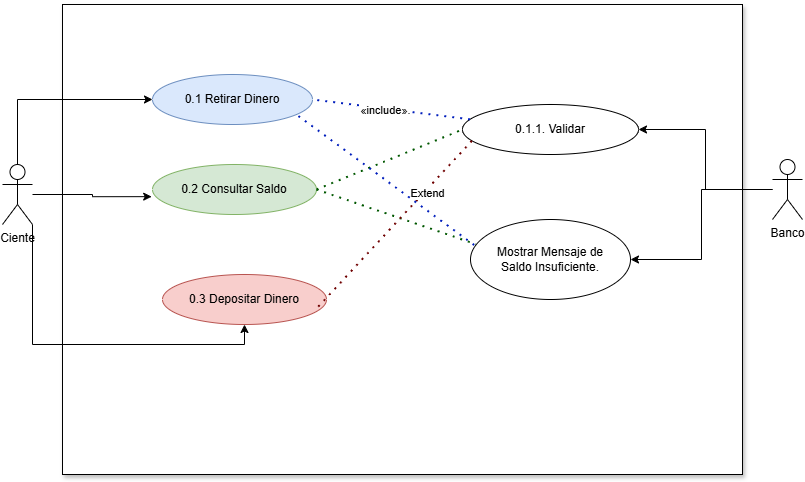 0.1 Retirar Dinero
«include».
0.1.1. Validar
0.2 Consultar Saldo
Extend
Ciente
Banco
Mostrar Mensaje de
Saldo Insuficiente.
0.3 Depositar Dinero